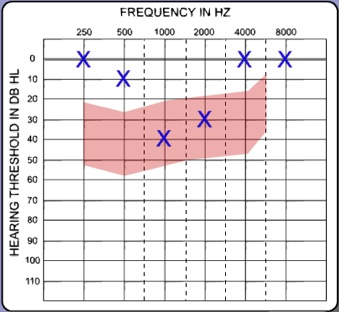 FREQUENCY IN HZ
250 500 1000 2000 4000 8000
HEARING THRESHOLD IN DB HL
0
10
20
30
40
50
60
70
80
90
100
110
X
X
X
X
X
X